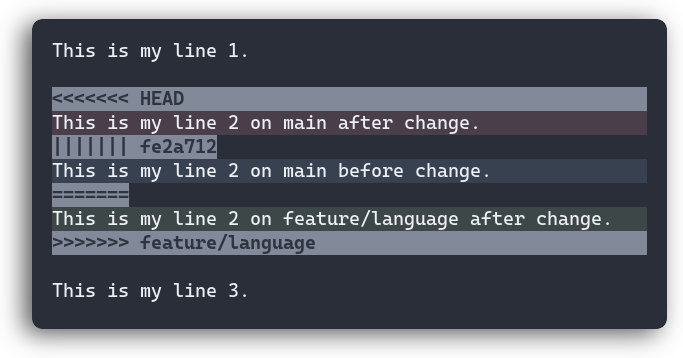 This is my line 1.
<<<<<<< HEAD
This is my line 2 on main after change.
||||||| fe2a712
This is my line 2 on main before change.
=======
This is my line 2 on feature/language after change.
>>>>>>> feature/language
This is my line 3.